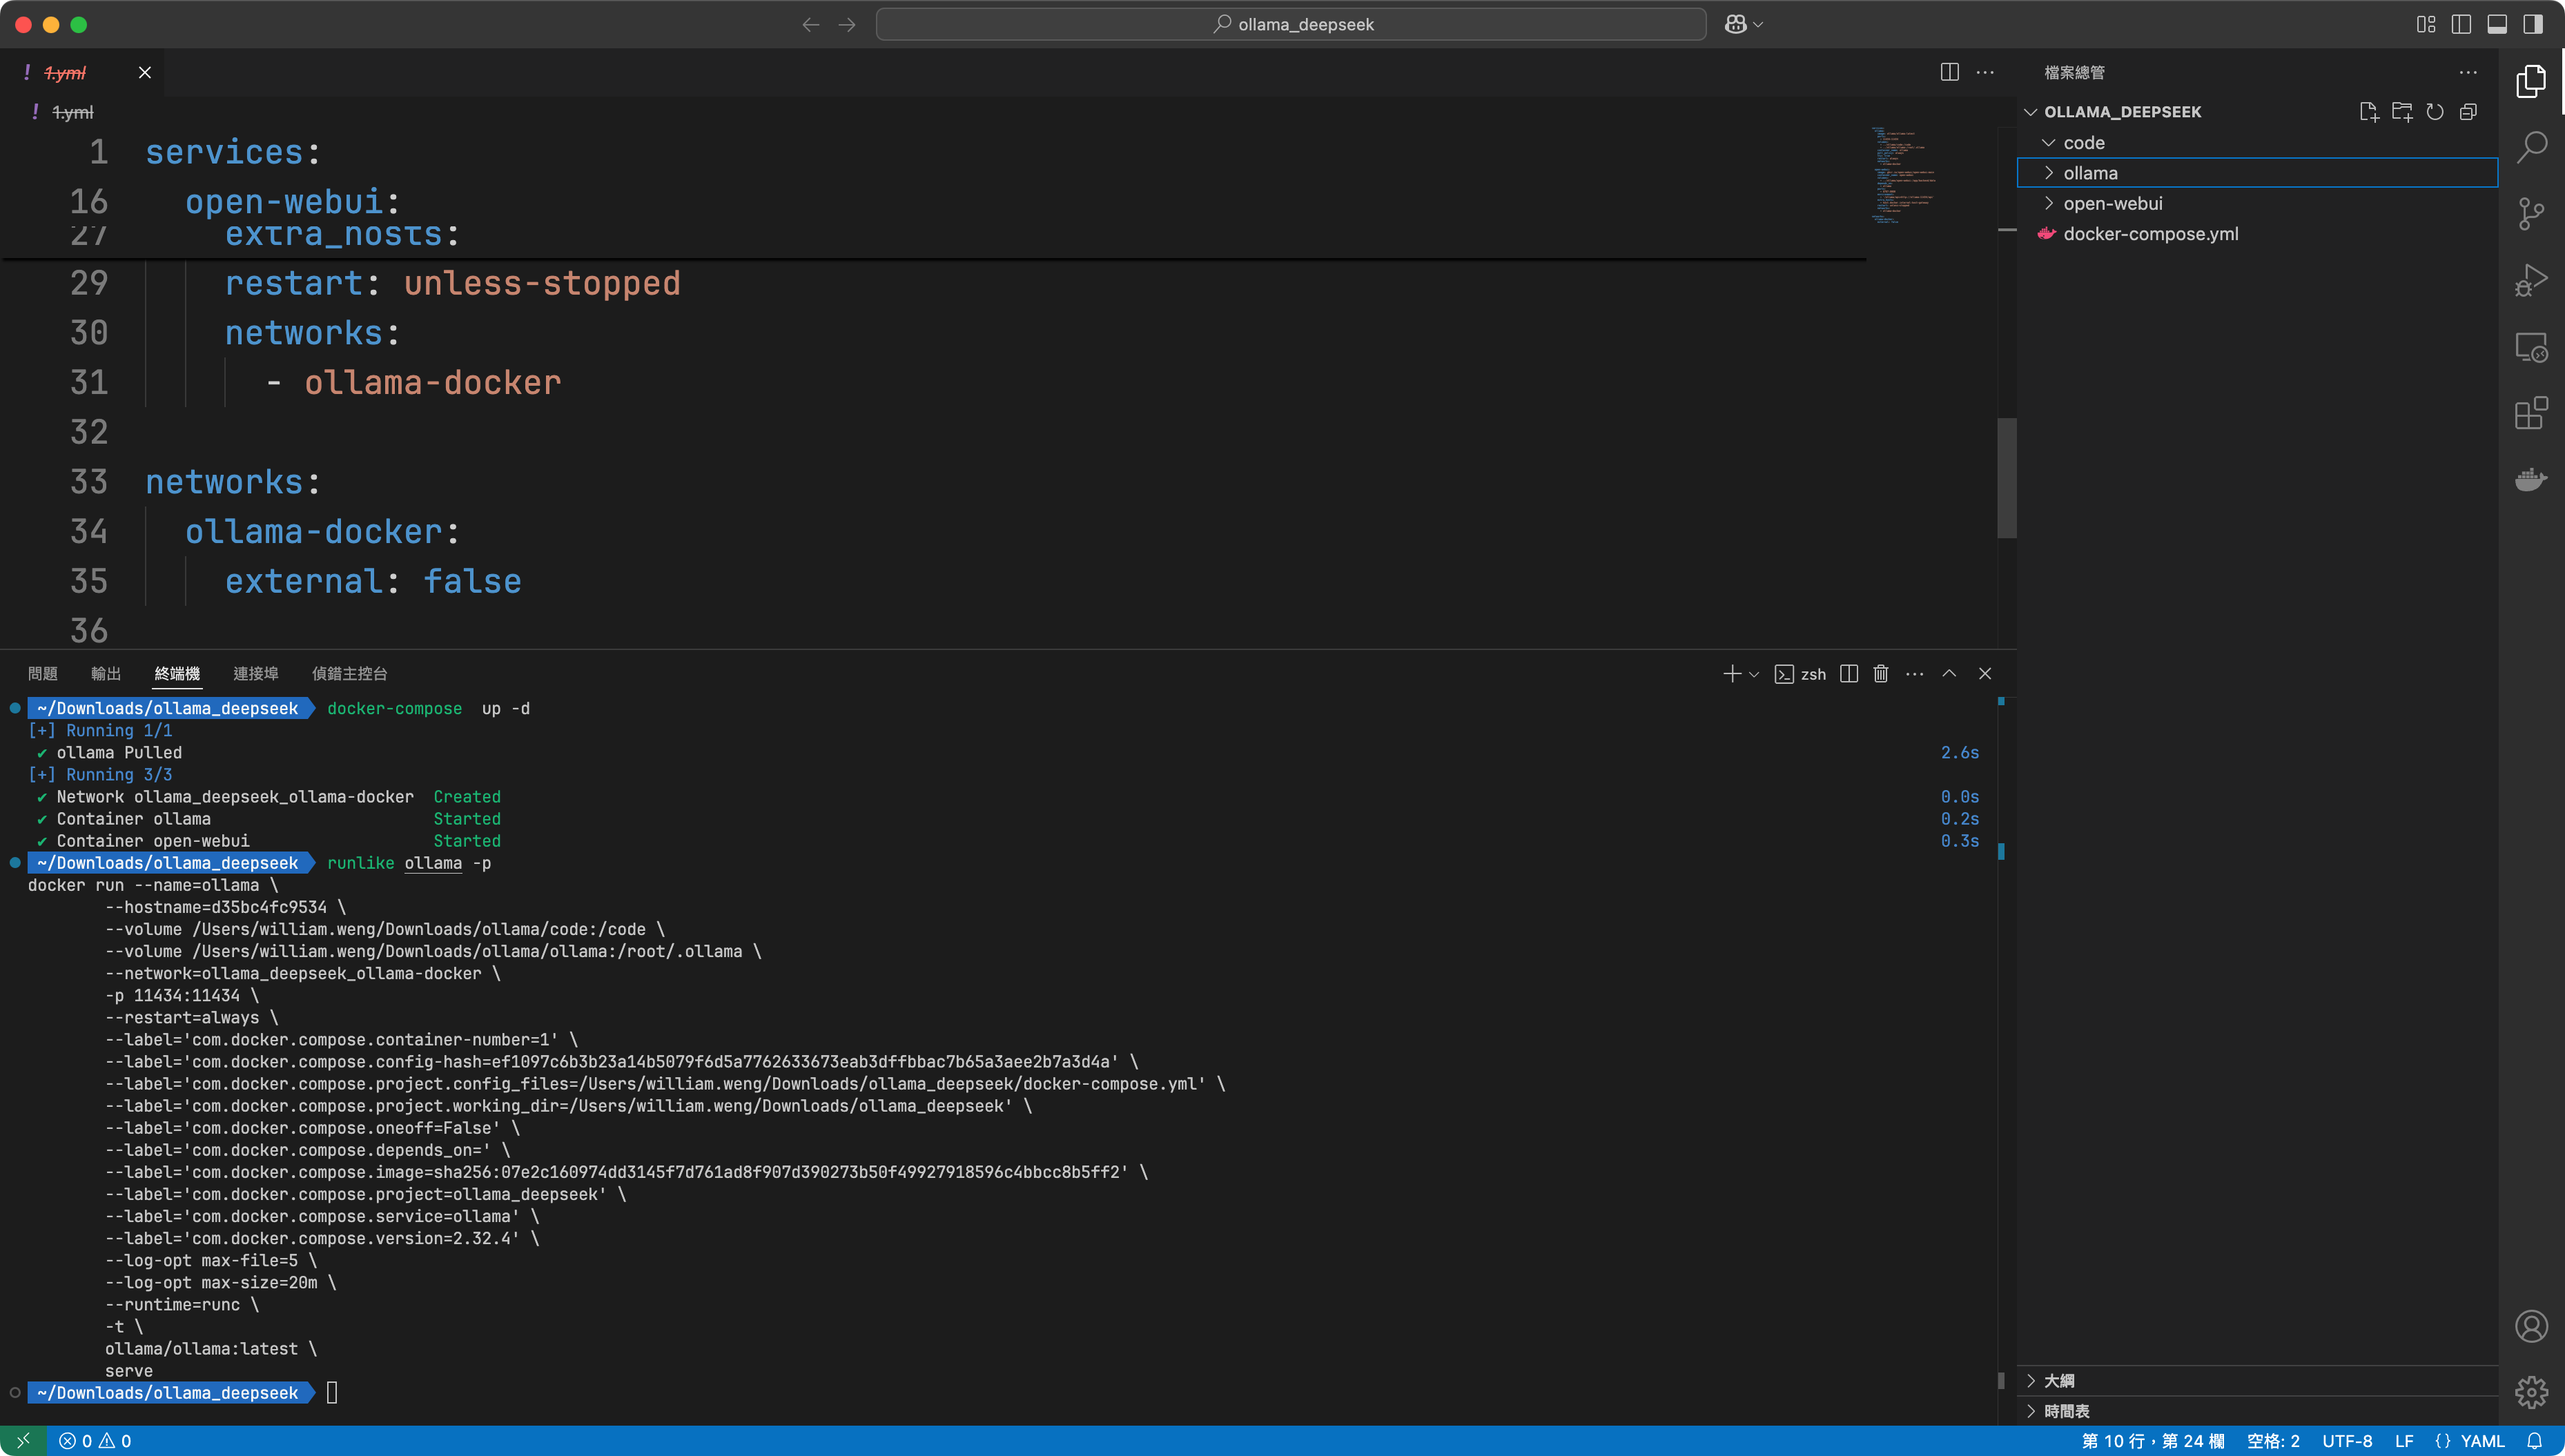 ollama_deepseek
1.yml
1.yml
1 services:
16 open-webui:
27 extra_hosts:
29 restart: unless-stopped
30 networks:
31 - ollama-docker
32
33 networks:
34 ollama-docker:
35 external: false
36
檔案總管
OLLAMA_DEEPSEEK
code
ollama
open-webui
docker-compose.yml
大綱
時間表
問題 輸出 終端機 連接埠 偵錯主控台 zsh
~/Downloads/ollama_deepseek docker-compose up -d
[+] Running 1/1
✔ ollama Pulled 2.6s
[+] Running 3/3
✔ Network ollama_deepseek_ollama-docker Created 0.0s
✔ Container ollama Started 0.2s
✔ Container open-webui Started 0.3s
~/Downloads/ollama_deepseek runlike ollama -p
docker run --name=ollama \
--hostname=d35bc4fc9534 \
--volume /Users/william.weng/Downloads/ollama/code:/code \
--volume /Users/william.weng/Downloads/ollama/ollama:/root/.ollama \
--network=ollama_deepseek_ollama-docker \
-p 11434:11434 \
--restart=always \
--label='com.docker.compose.container-number=1' \
--label='com.docker.compose.config-hash=ef1097c6b3b23a14b5079f6d5a7762633673eab3dffbbac7b65a3aee2b7a3d4a' \
--label='com.docker.compose.project.config_files=/Users/william.weng/Downloads/ollama_deepseek/docker-compose.yml' \
--label='com.docker.compose.project.working_dir=/Users/william.weng/Downloads/ollama_deepseek' \
--label='com.docker.compose.oneoff=False' \
--label='com.docker.compose.depends_on=' \
--label='com.docker.compose.image=sha256:07e2c160974dd3145f7d761ad8f907d390273b50f49927918596c4bbcc8b5ff2' \
--label='com.docker.compose.project=ollama_deepseek' \
--label='com.docker.compose.service=ollama' \
--label='com.docker.compose.version=2.32.4' \
--log-opt max-file=5 \
--log-opt max-size=20m \
--runtime=runc \
-t \
ollama/ollama:latest \
serve
~/Downloads/ollama_deepseek
0 0 第 10 行，第 24 欄 空格: 2 UTF-8 LF {} YAML